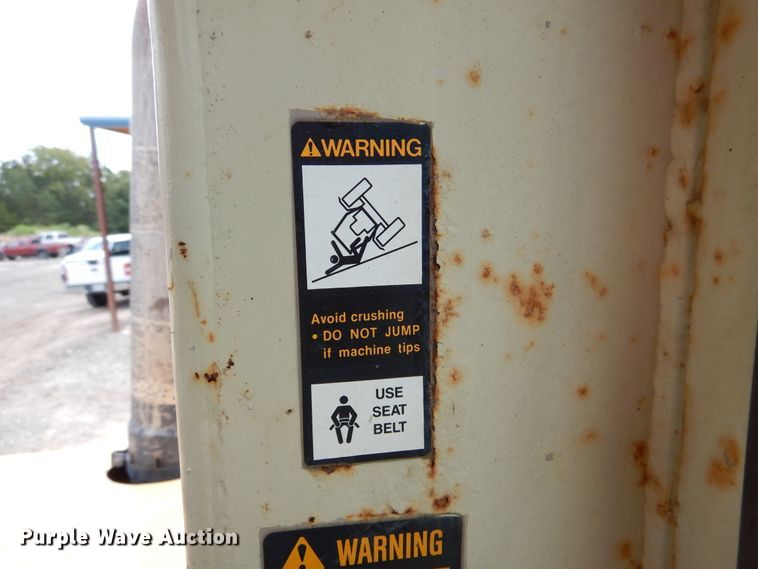 WARNING
Avoid crushing
• DO NOT JUMP
if machine tips
USE
SEAT
BELT
WARNING
Purple Wave Auction